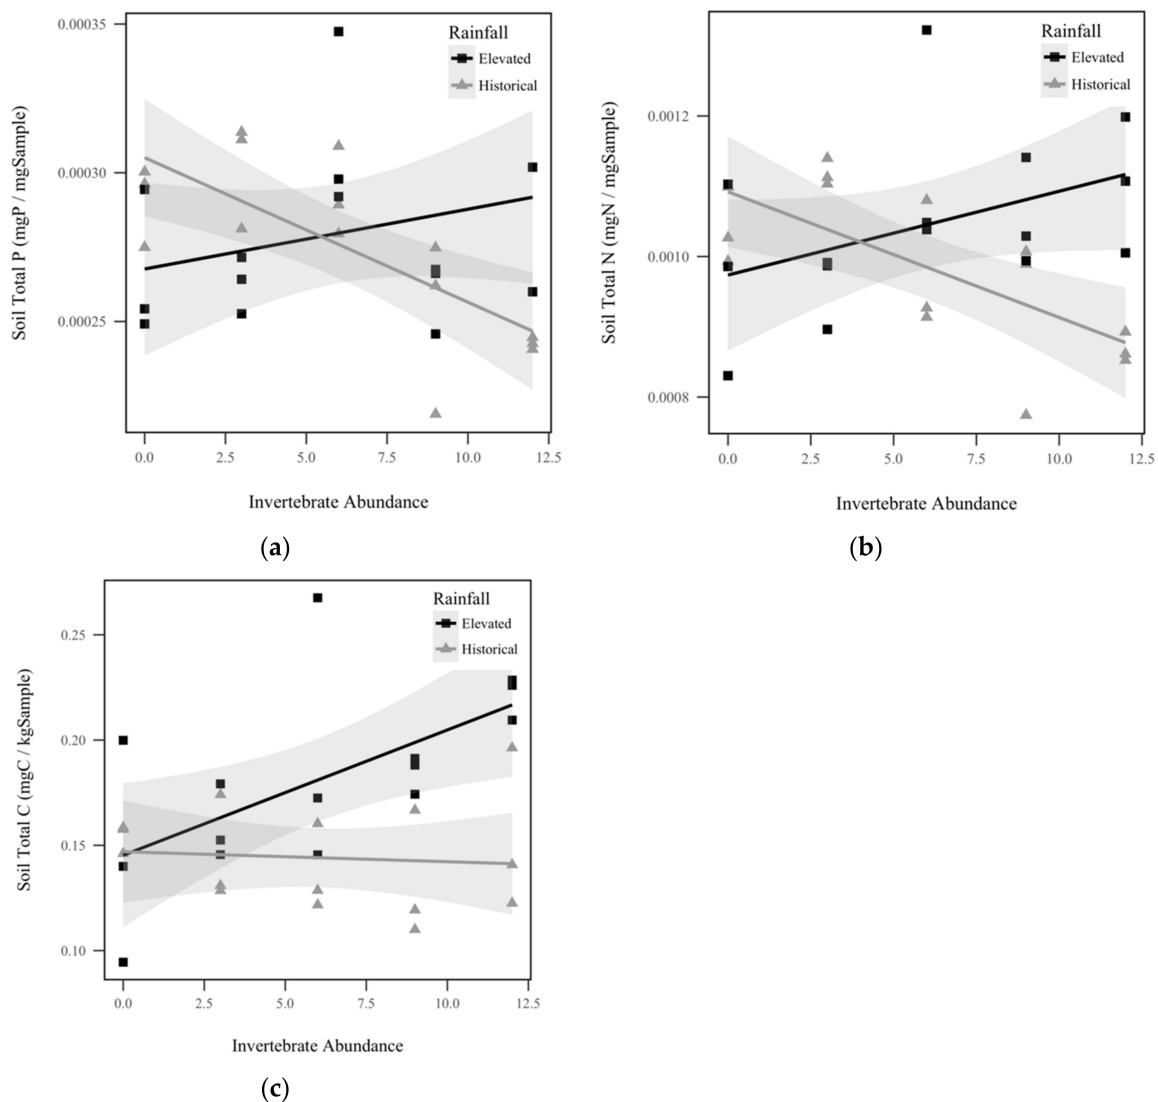 0.00035
0.00030
0.00025
Soil Total P (mgP / mgSample)
Rainfall
Elevated
Historical
0.0
2.5
5.0
7.5
10.0
12.5
Invertebrate Abundance
(a)
0.0012
0.0010
0.0008
Soil Total N (mgN / mgSample)
Rainfall
Elevated
Historical
0.0
2.5
5.0
7.5
10.0
12.5
Invertebrate Abundance
(b)
0.25
0.20
0.15
0.10
Soil Total C (mgC / kgSample)
Rainfall
Elevated
Historical
0.0
2.5
5.0
7.5
10.0
12.5
Invertebrate Abundance
(c)